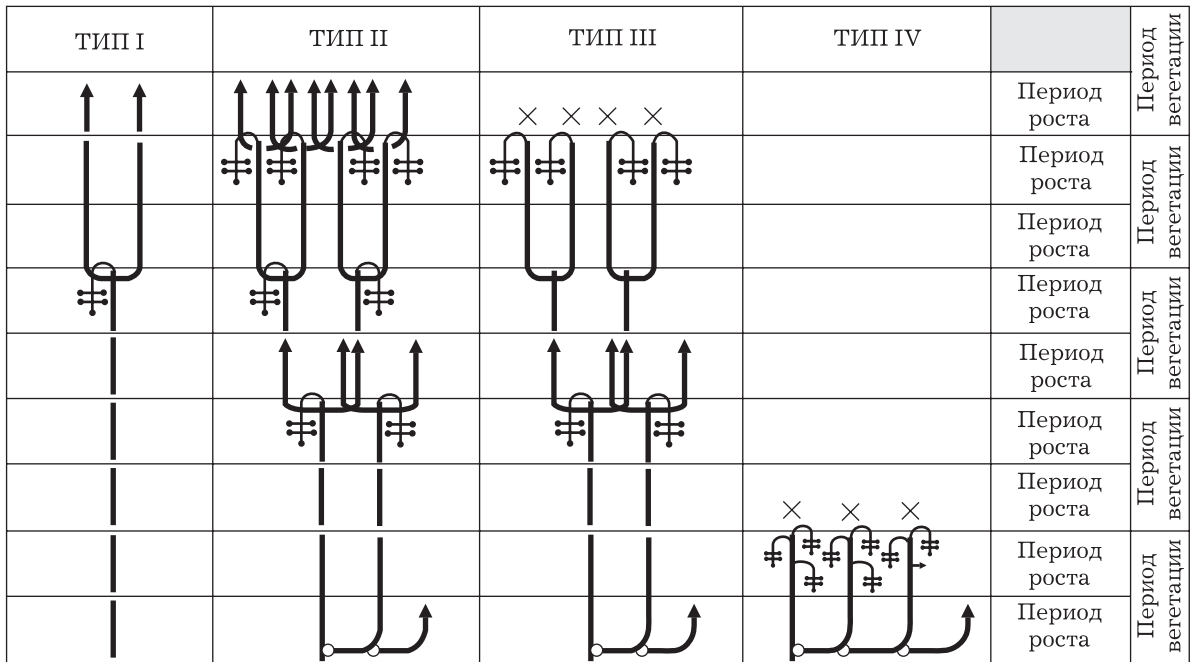 ТИП I
ТИП II
ТИП III
ТИП IV
Период
вегетации
Период
роста
Период
роста
Период
вегетации
Период
роста
Период
роста
Период
вегетации
Период
роста
Период
роста
Период
вегетации
Период
роста
Период
роста
Период
вегетации
Период
роста